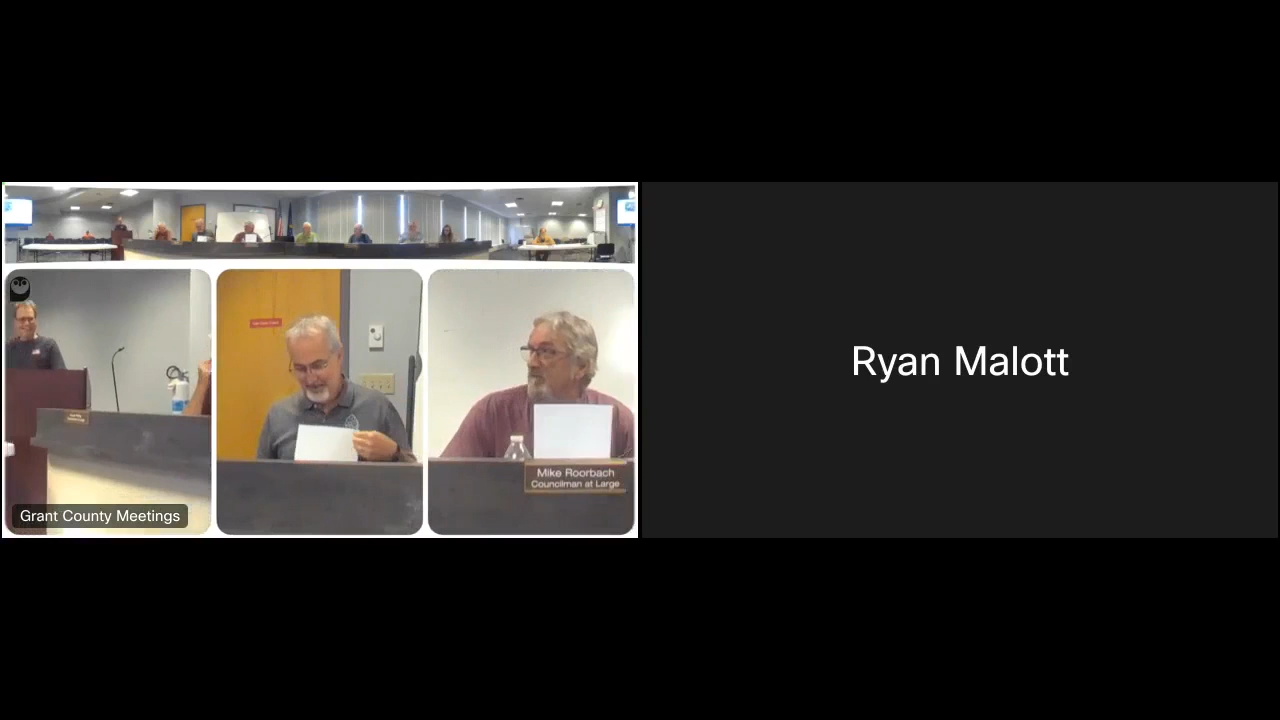 Grant County Meetings
Mike Roorbach
Councilman at Large
Ryan Malott